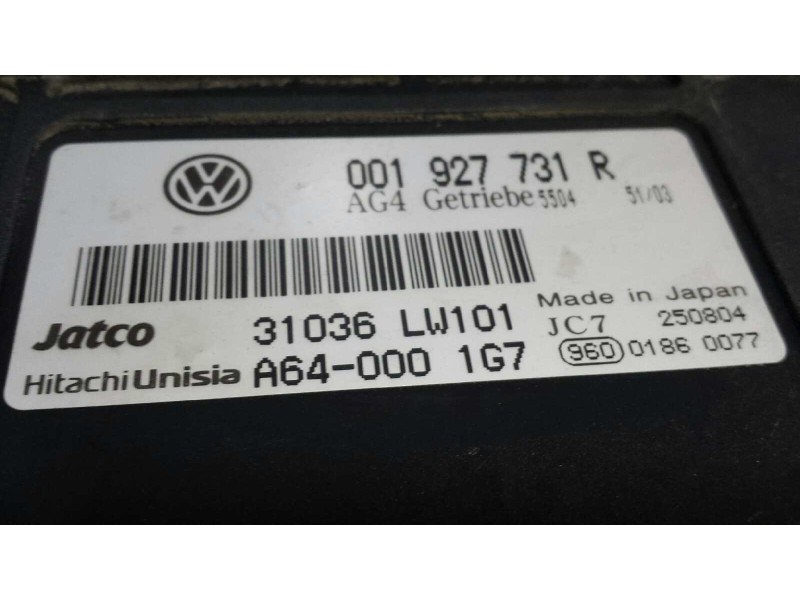 001 927 731 R
AG4 Getriebe 5504 51/03
Jatco 31036 LW101 Made in Japan
JC7 250804
HitachiUnisia A64-000 1G7 960 0186 0077